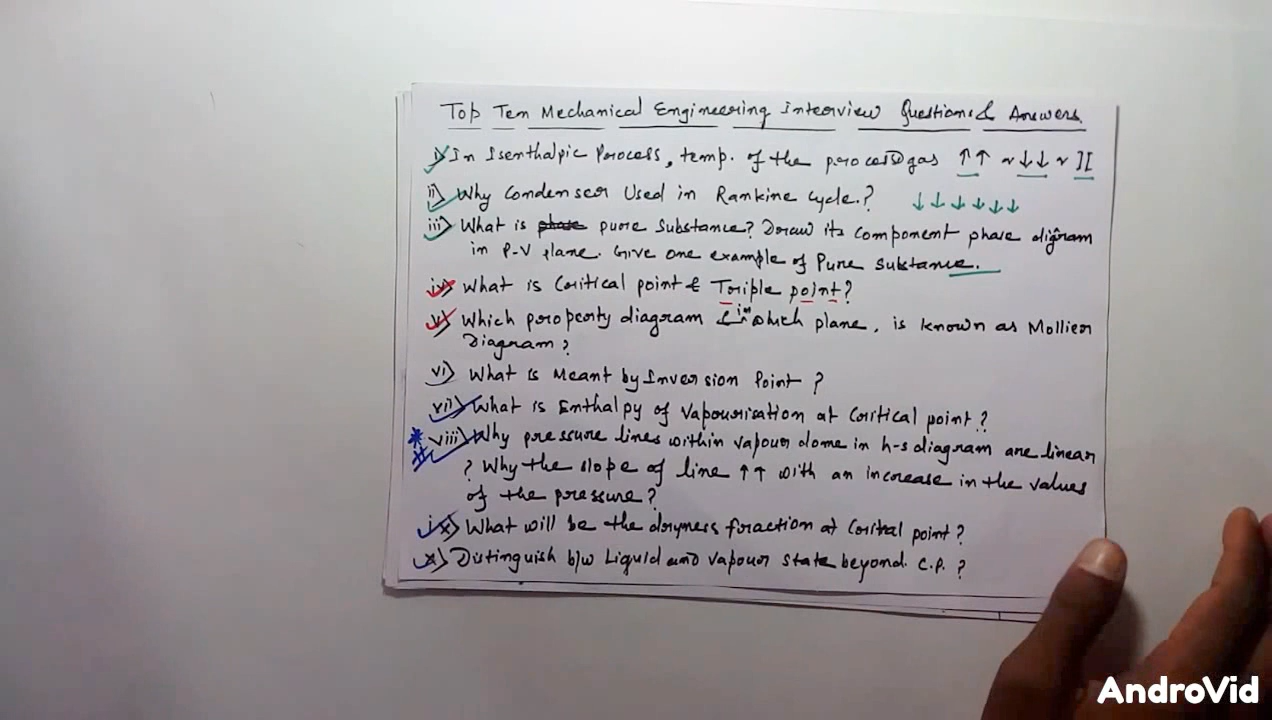 Top Ten Mechanical Engineering Interview Questions & Answers.
i) In Isenthalpic Process, temp. of the process gas ↑↑ ~ ↓↓ ~ ][
ii) Why Condenser Used in Rankine Cycle.? ↓ ↓ ↓ ↓ ↓ ↓
iii) What is phase pure Substance? Draw its component phase digram
in P-V plane. Give one example of Pure Substance.
iv) What is Critical point & Triple point?
v) Which property diagram & in which plane, is known as Mollier
Diagram?
vi) What is Meant by Inversion Point ?
vii) What is Enthalpy of Vapourisation at Critical point?
* # viii) Why pressure lines within vapour dome in h-s diagram are linear
? Why the slope of line ↑↑ with an increase in the values
of the pressure?
ix) What will be the dryness fraction at Critcal point?
x) Distinguish b/w Liquid and Vapour State beyond. C.P. ?
AndroVid